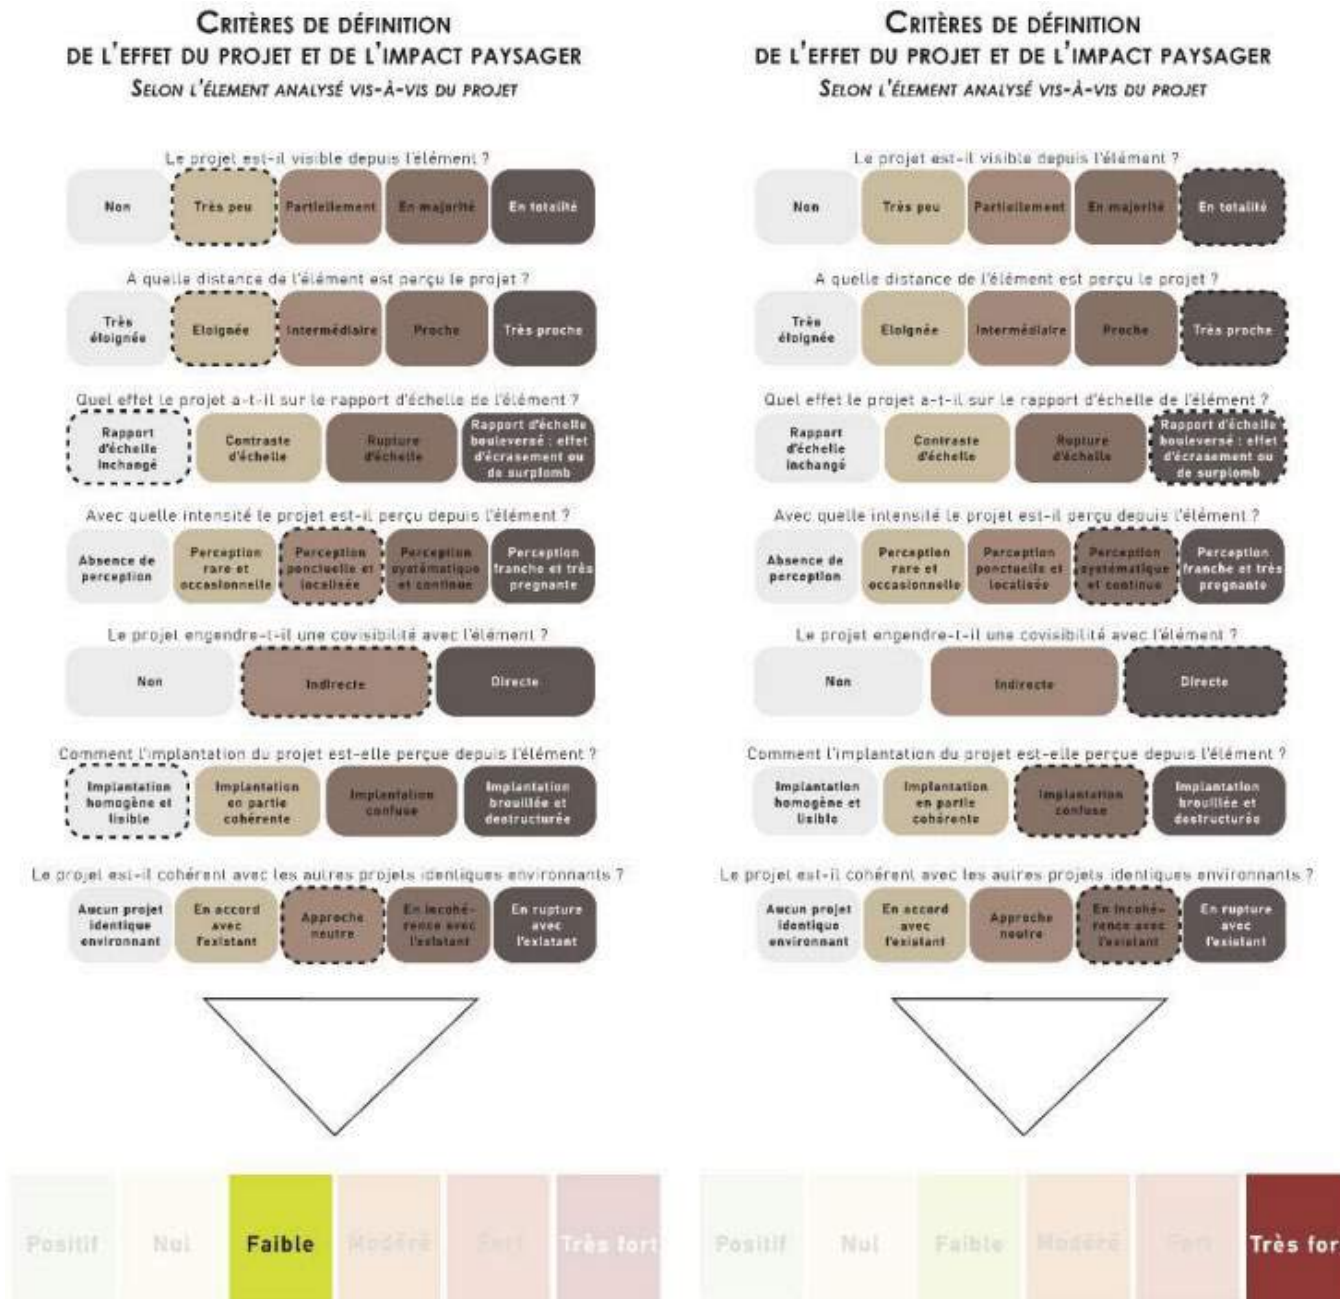 CRITÈRES DE DÉFINITION
DE L'EFFET DU PROJET ET DE L'IMPACT PAYSAGER
SELON L'ÉLEMENT ANALYSÉ VIS-À-VIS DU PROJET
Le projet est-il visible depuis l'élément ?
Non
Très peu
Partiellement
En majorité
En totalité
A quelle distance de l'élément est perçu le projet ?
Très
éloignée
Eloignée
Intermédiaire
Proche
Très proche
Quel effet le projet a-t-il sur le rapport d'échelle de l'élément ?
Rapport
d'échelle
inchangé
Contraste
d'échelle
Rupture
d'échelle
Rapport d'échelle
bouleversé : effet
d'écrasement ou
de surplomb
Avec quelle intensité le projet est-il perçu depuis l'élément ?
Absence de
perception
Perception
rare et
occasionnelle
Perception
ponctuelle et
localisée
Perception
systématique
et continue
Perception
franche et très
pregnante
Le projet engendre-t-il une covisibilité avec l'élément ?
Non
Indirecte
Directe
Comment l'implantation du projet est-elle perçue depuis l'élément ?
Implantation
homogène et
lisible
Implantation
en partie
cohérente
Implantation
confuse
Implantation
brouillée et
destructurée
Le projet est-il cohérent avec les autres projets identiques environnants ?
Aucun projet
identique
environnant
En accord
avec
l'existant
Approche
neutre
En incohé-
rence avec
l'existant
En rupture
avec
l'existant
Positif
Nul
Faible
Modéré
Fort
Très fort
CRITÈRES DE DÉFINITION
DE L'EFFET DU PROJET ET DE L'IMPACT PAYSAGER
SELON L'ÉLEMENT ANALYSÉ VIS-À-VIS DU PROJET
Le projet est-il visible depuis l'élément ?
Non
Très peu
Partiellement
En majorité
En totalité
A quelle distance de l'élément est perçu le projet ?
Très
éloignée
Eloignée
Intermédiaire
Proche
Très proche
Quel effet le projet a-t-il sur le rapport d'échelle de l'élément ?
Rapport
d'échelle
inchangé
Contraste
d'échelle
Rupture
d'échelle
Rapport d'échelle
bouleversé : effet
d'écrasement ou
de surplomb
Avec quelle intensité le projet est-il perçu depuis l'élément ?
Absence de
perception
Perception
rare et
occasionnelle
Perception
ponctuelle et
localisée
Perception
systématique
et continue
Perception
franche et très
pregnante
Le projet engendre-t-il une covisibilité avec l'élément ?
Non
Indirecte
Directe
Comment l'implantation du projet est-elle perçue depuis l'élément ?
Implantation
homogène et
lisible
Implantation
en partie
cohérente
Implantation
confuse
Implantation
brouillée et
destructurée
Le projet est-il cohérent avec les autres projets identiques environnants ?
Aucun projet
identique
environnant
En accord
avec
l'existant
Approche
neutre
En incohé-
rence avec
l'existant
En rupture
avec
l'existant
Positif
Nul
Faible
Modéré
Fort
Très for